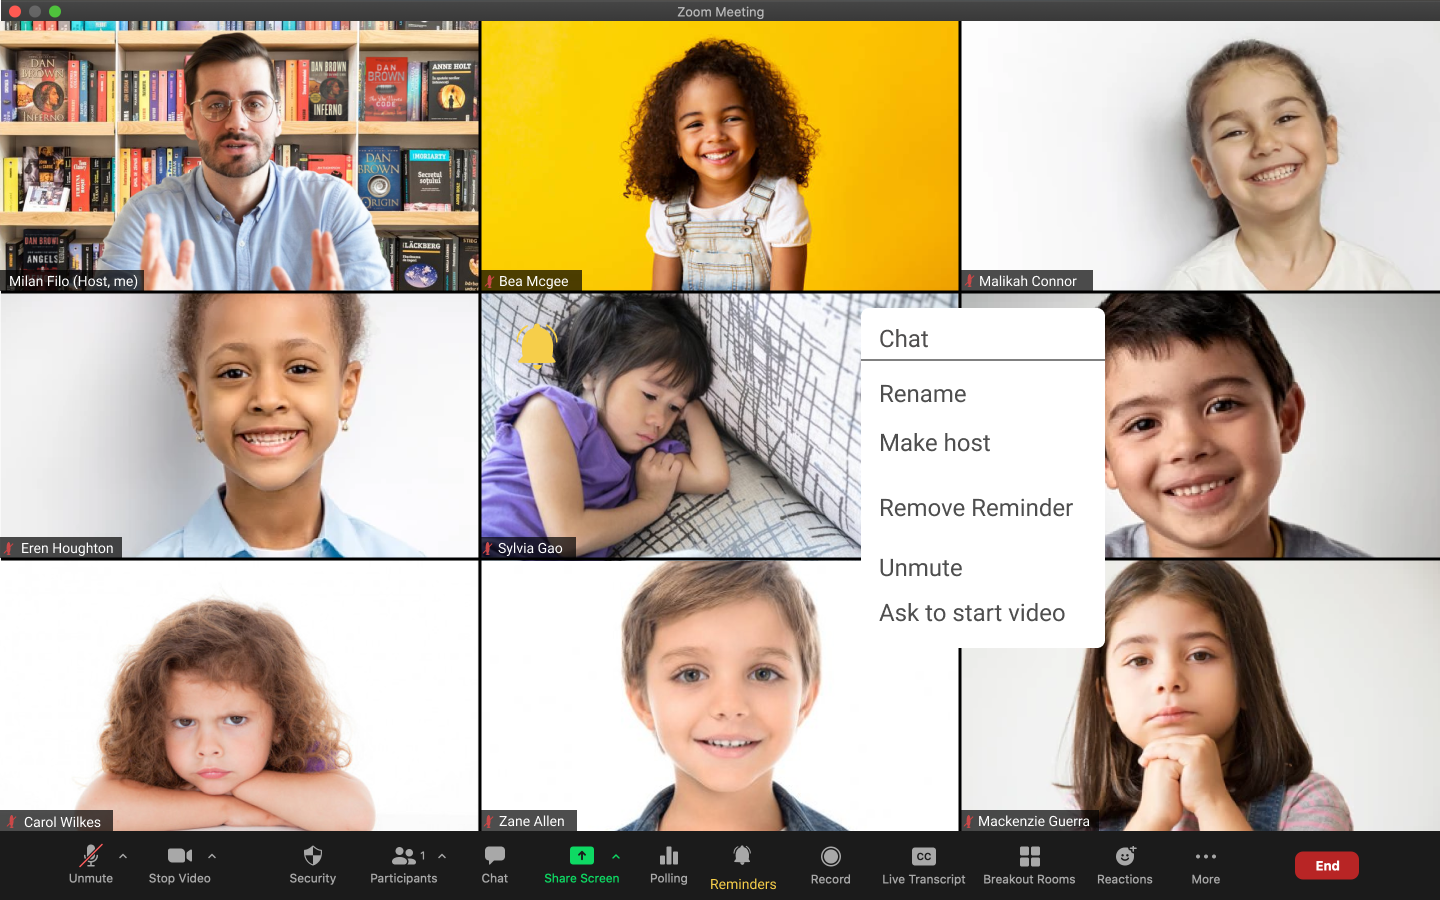 Zoom Meeting
DAN
BROWN
INFERNO
DAN BROWN
INFERNO
DAN
BROWN
CODE
ANNE HOLT
DAN
BROWN
ORIGIN
MORIARTY
Secretul
soțului
DAN BROWN
ANGELS
LÄCKBERG
Milan Filo (Host, me)
Bea Mcgee
Malikah Connor
Chat
Rename
Make host
Remove Reminder
Unmute
Ask to start video
Eren Houghton
Sylvia Gao
Carol Wilkes
Zane Allen
Mackenzie Guerra
Unmute
Stop Video
Security
1
Participants
Chat
Share Screen
Polling
Reminders
Record
CC
Live Transcript
Breakout Rooms
Reactions
More
End